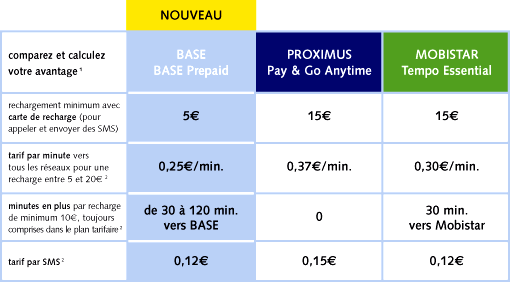 NOUVEAU
comparez et calculez
votre avantage ¹
BASE
BASE Prepaid
PROXIMUS
Pay & Go Anytime
MOBISTAR
Tempo Essential
rechargement minimum avec
carte de recharge (pour
appeler et envoyer des SMS)
5€
15€
15€
tarif par minute vers
tous les réseaux pour une
recharge entre 5 et 20€ ²
0,25€/min.
0,37€/min.
0,30€/min.
minutes en plus par recharge
de minimum 10€, toujours
comprises dans le plan tarifaire ²
de 30 à 120 min.
vers BASE
0
30 min.
vers Mobistar
tarif par SMS ²
0,12€
0,15€
0,12€